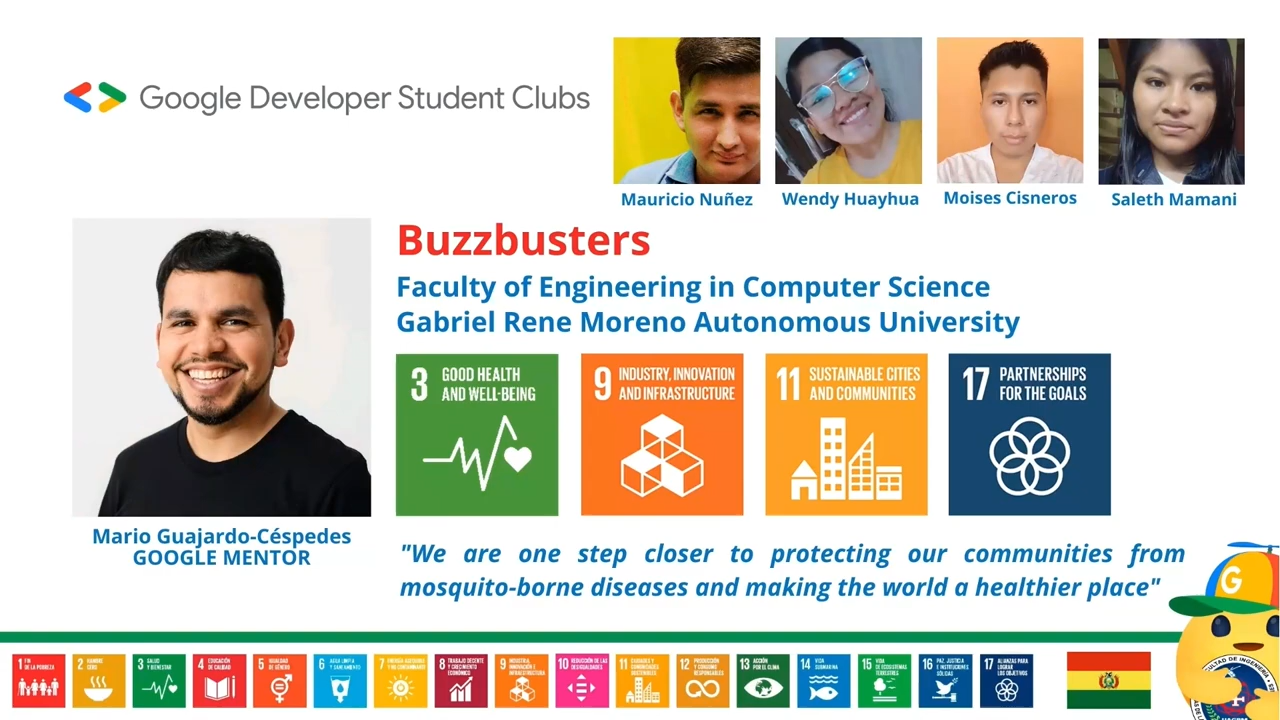 Google Developer Student Clubs
Mauricio Nuñez
Wendy Huayhua
Moises Cisneros
Saleth Mamani
Buzzbusters
Faculty of Engineering in Computer Science
Gabriel Rene Moreno Autonomous University
Mario Guajardo-Céspedes
GOOGLE MENTOR
3 GOOD HEALTH
AND WELL-BEING
9 INDUSTRY, INNOVATION
AND INFRASTRUCTURE
11 SUSTAINABLE CITIES
AND COMMUNITIES
17 PARTNERSHIPS
FOR THE GOALS
"We are one step closer to protecting our communities from
mosquito-borne diseases and making the world a healthier place"
G
1 FIN
DE LA POBREZA
2 HAMBRE
CERO
3 SALUD
Y BIENESTAR
4 EDUCACIÓN
DE CALIDAD
5 IGUALDAD
DE GÉNERO
6 AGUA LIMPIA
Y SANEAMIENTO
7 ENERGÍA ASEQUIBLE
Y NO CONTAMINANTE
8 TRABAJO DECENTE
Y CRECIMIENTO
ECONÓMICO
9 INDUSTRIA,
INNOVACIÓN E
INFRAESTRUCTURA
10 REDUCCIÓN DE LAS
DESIGUALDADES
11 CIUDADES Y
COMUNIDADES
SOSTENIBLES
12 PRODUCCIÓN
Y CONSUMO
RESPONSABLES
13 ACCIÓN
POR EL CLIMA
14 VIDA
SUBMARINA
15 VIDA
DE ECOSISTEMAS
TERRESTRES
16 PAZ, JUSTICIA
E INSTITUCIONES
SÓLIDAS
17 ALIANZAS PARA
LOGRAR
LOS OBJETIVOS